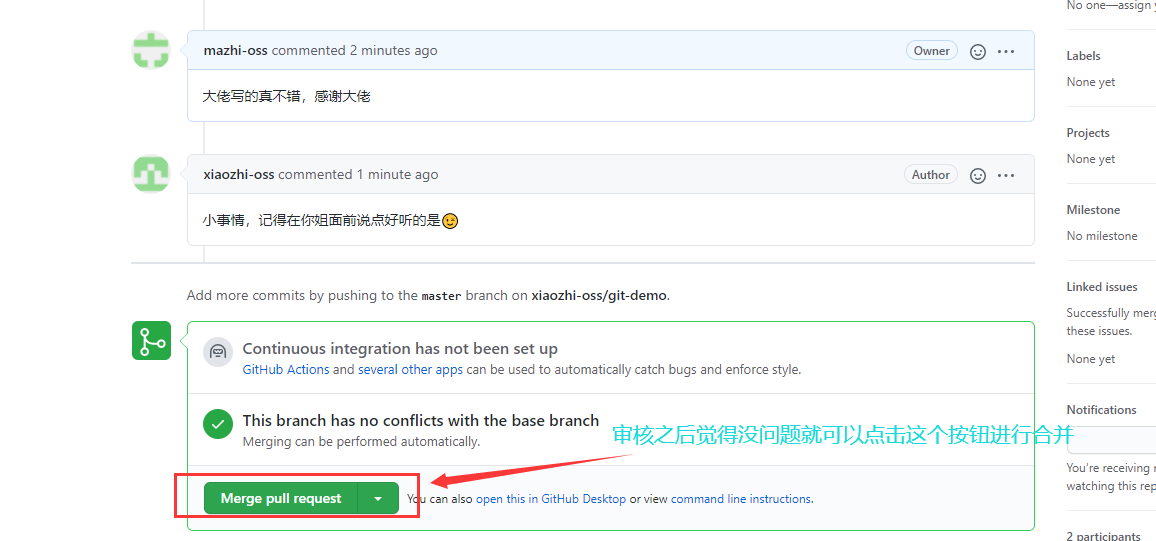 No one—assign
mazhi-oss commented 2 minutes ago
Owner
大佬写的真不错，感谢大佬
xiaozhi-oss commented 1 minute ago
Author
小事情，记得在你姐面前说点好听的是😉
Add more commits by pushing to the master branch on xiaozhi-oss/git-demo.
Continuous integration has not been set up
GitHub Actions and several other apps can be used to automatically catch bugs and enforce style.
This branch has no conflicts with the base branch
Merging can be performed automatically.
审核之后觉得没问题就可以点击这个按钮进行合并
Merge pull request
You can also open this in GitHub Desktop or view command line instructions.
Labels
None yet
Projects
None yet
Milestone
No milestone
Linked issues
Successfully mer
these issues.
None yet
Notifications
You're receiving
watching this rep
2 participants